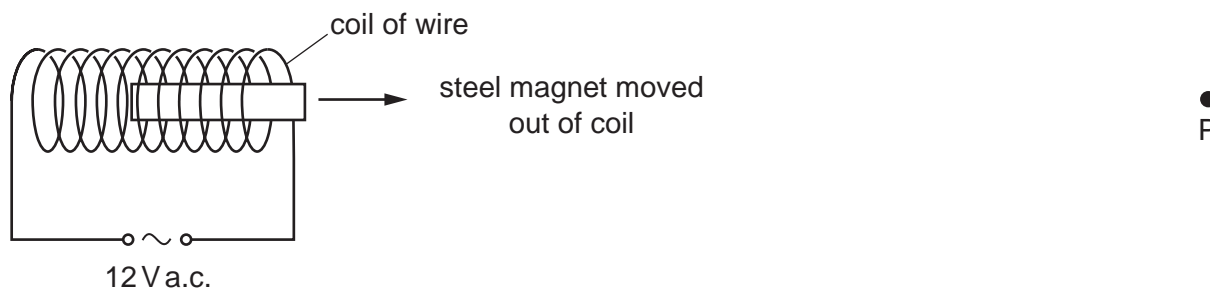 coil of wire
steel magnet moved
out of coil
P
12 V a.c.